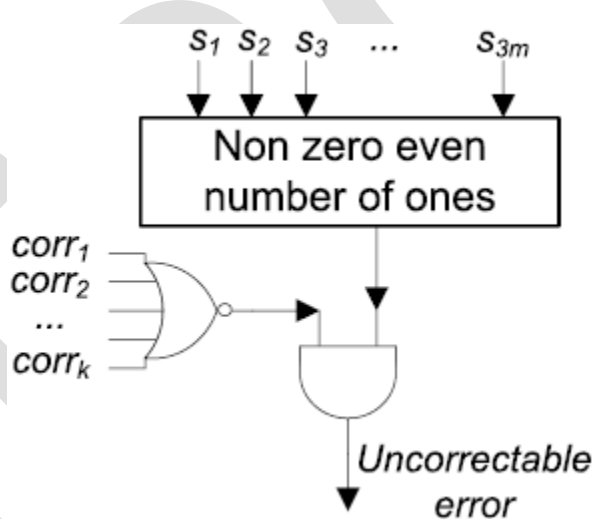 s1 s2 s3 ... s3m
Non zero even
number of ones
corr1
corr2
...
corrk
Uncorrectable
error